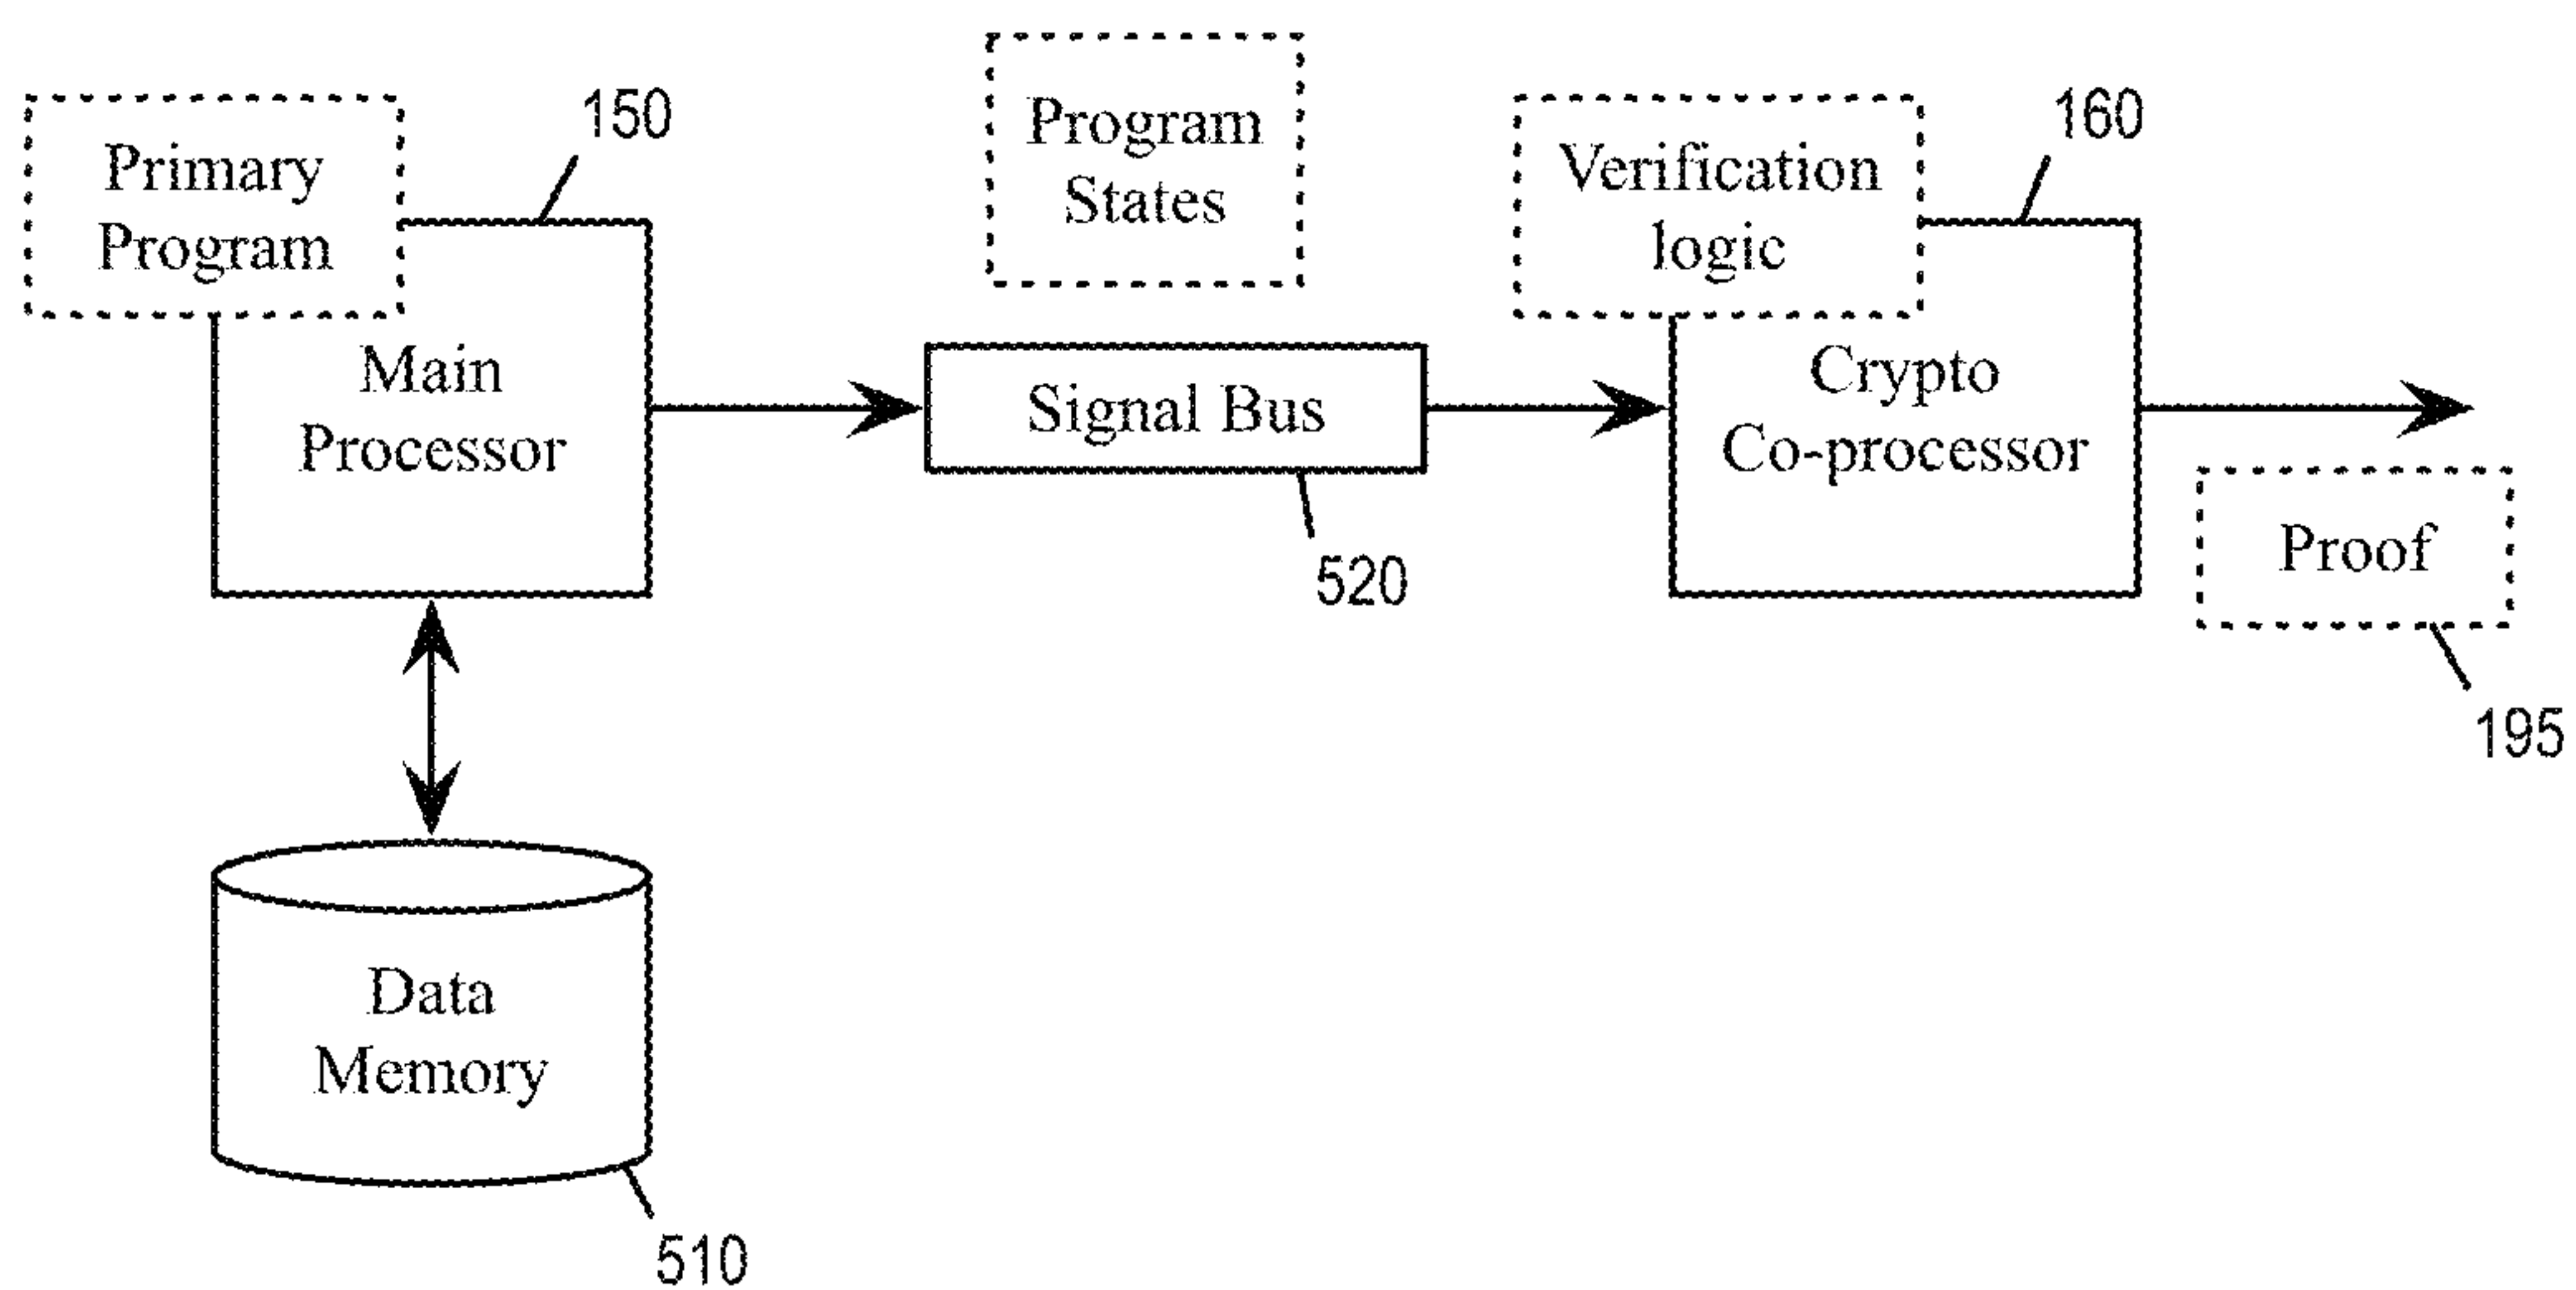 Primary
Program
150
Main
Processor
Program
States
Signal Bus
520
Verification
logic
160
Crypto
Co-processor
Proof
195
Data
Memory
510